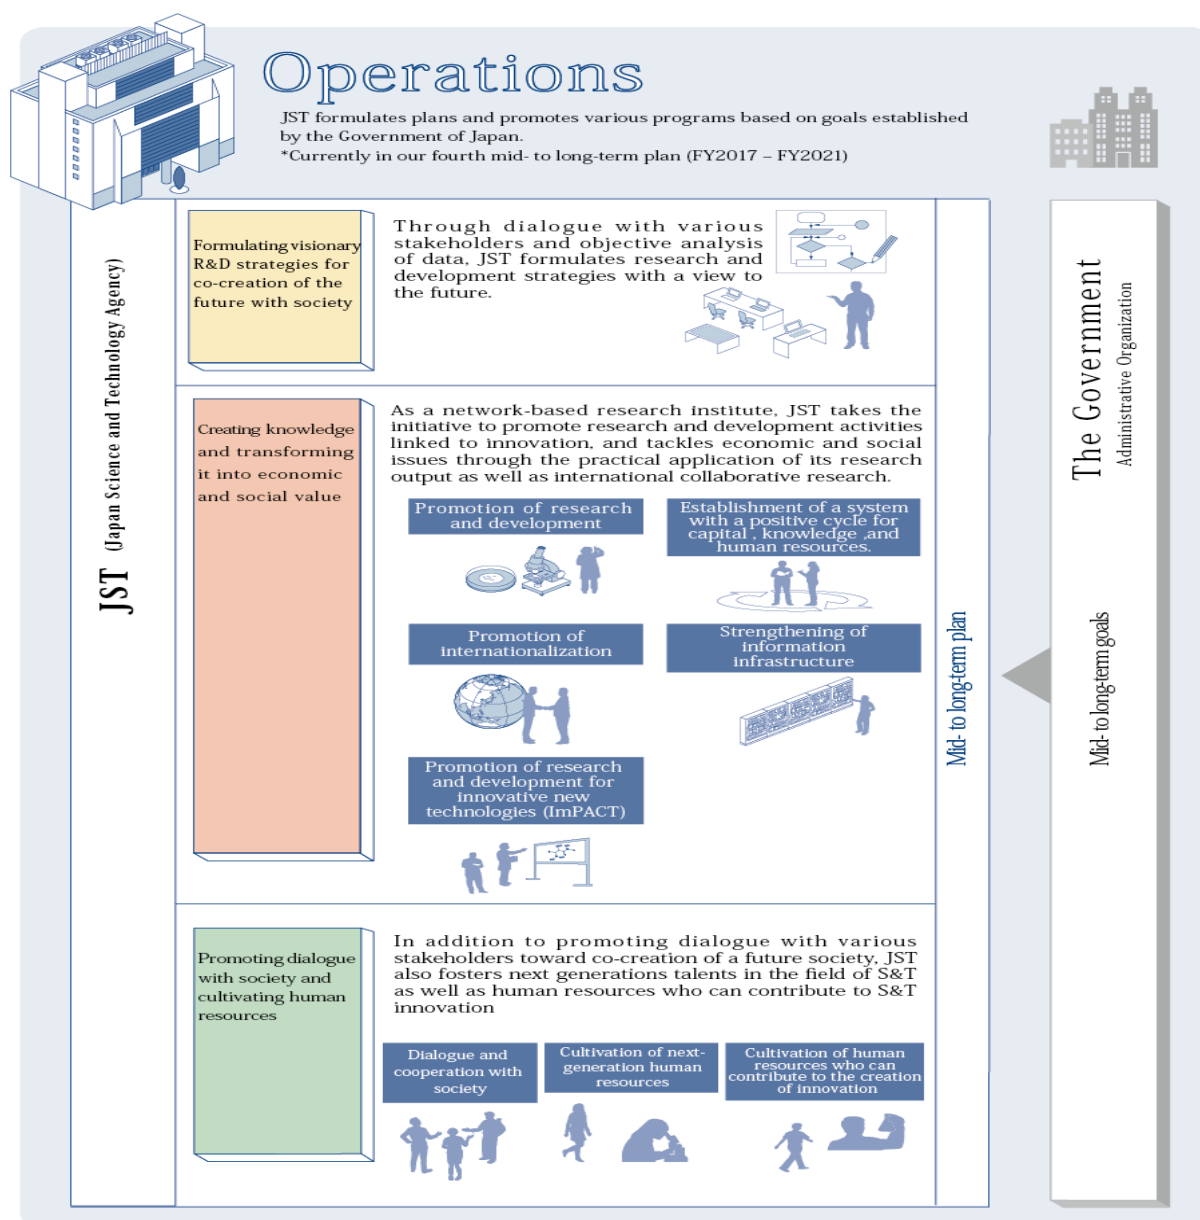 Operations
JST formulates plans and promotes various programs based on goals established
by the Government of Japan.
*Currently in our fourth mid- to long-term plan (FY2017 – FY2021)
JST (Japan Science and Technology Agency)
Formulating visionary
R&D strategies for
co-creation of the
future with society
Through dialogue with various
stakeholders and objective analysis
of data, JST formulates research and
development strategies with a view to
the future.
Creating knowledge
and transforming
it into economic
and social value
As a network-based research institute, JST takes the
initiative to promote research and development activities
linked to innovation, and tackles economic and social
issues through the practical application of its research
output as well as international collaborative research.
Promotion of research
and development
Establishment of a system
with a positive cycle for
capital , knowledge ,and
human resources.
Promotion of
internationalization
Strengthening of
information
infrastructure
Promotion of research
and development for
innovative new
technologies (ImPACT)
Promoting dialogue
with society and
cultivating human
resources
In addition to promoting dialogue with various
stakeholders toward co-creation of a future society, JST
also fosters next generations talents in the field of S&T
as well as human resources who can contribute to S&T
innovation
Dialogue and
cooperation with
society
Cultivation of next-
generation human
resources
Cultivation of human
resources who can
contribute to the creation
of innovation
Mid- to long-term plan
The Government
Administrative Organization
Mid- to long-term goals